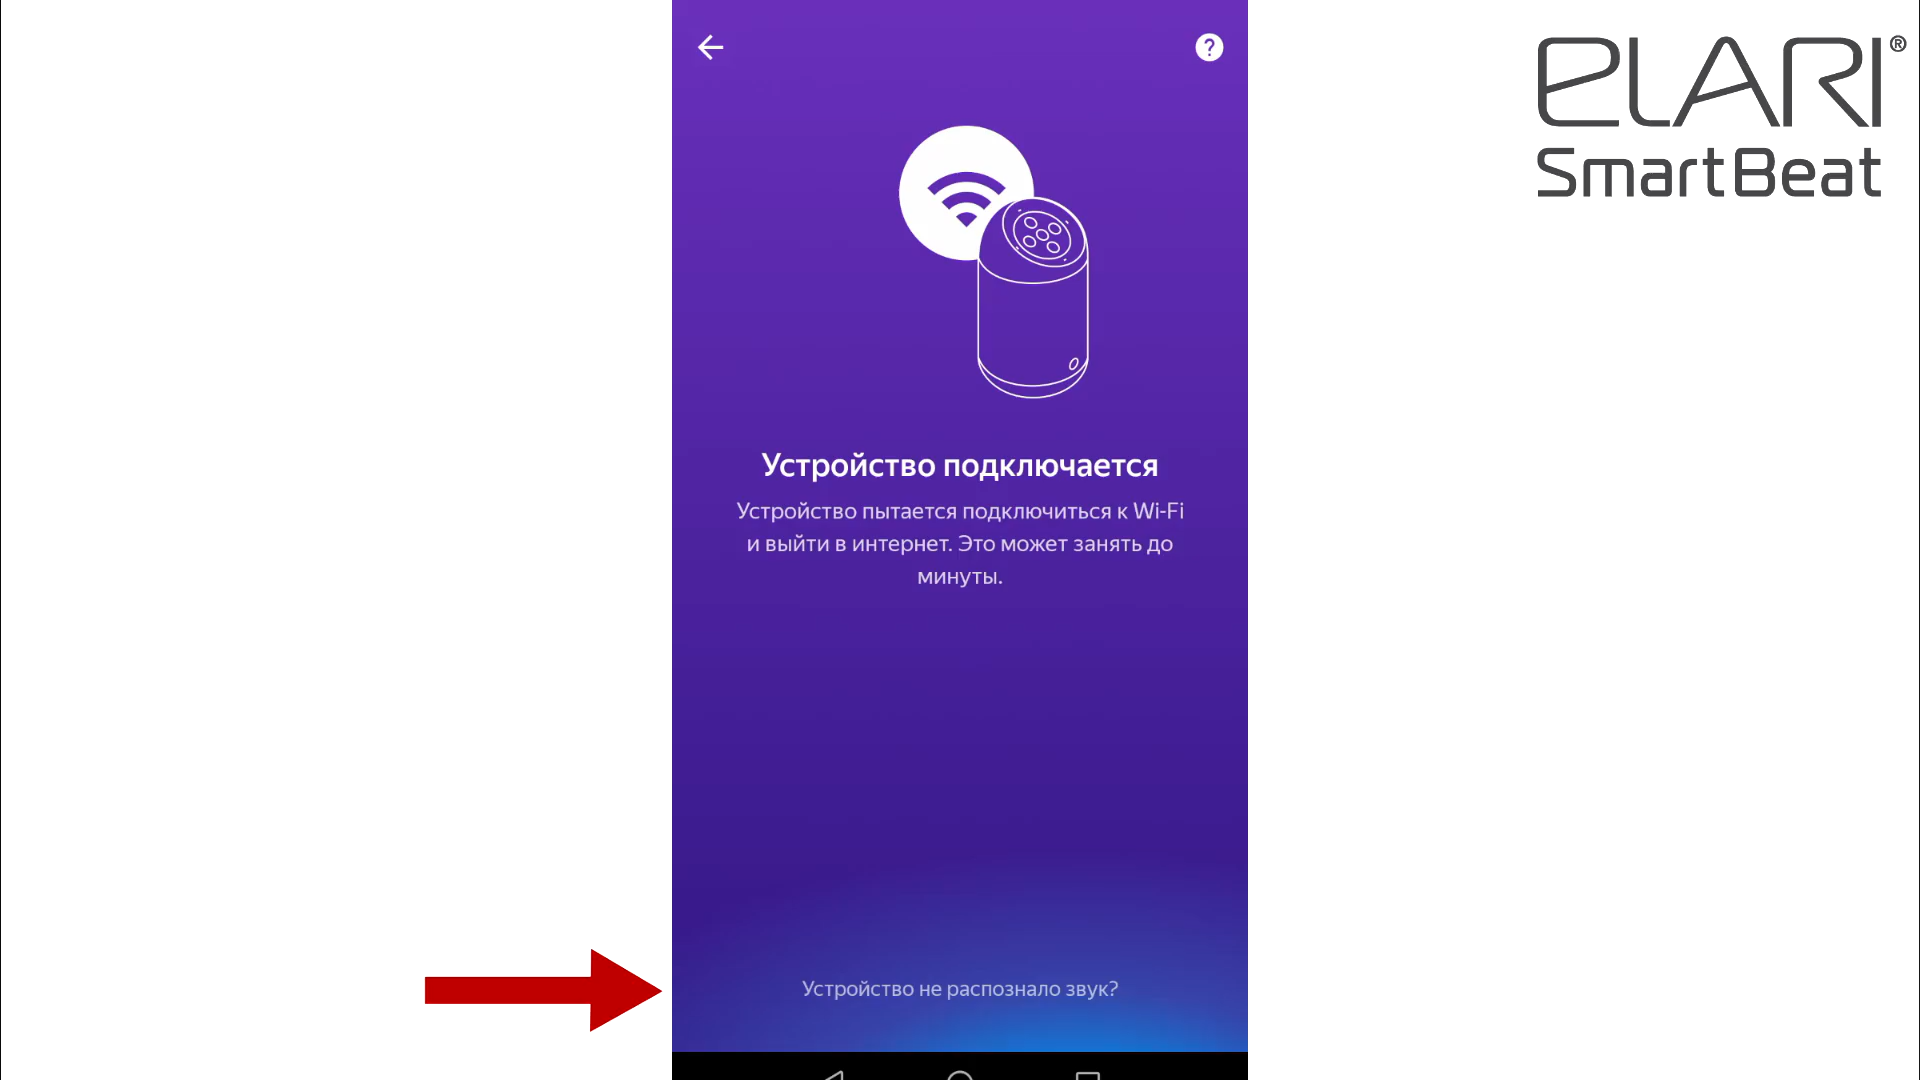 ?
ELARI®
SmartBeat
Устройство подключается
Устройство пытается подключиться к Wi-Fi
и выйти в интернет. Это может занять до
минуты.
Устройство не распознало звук?